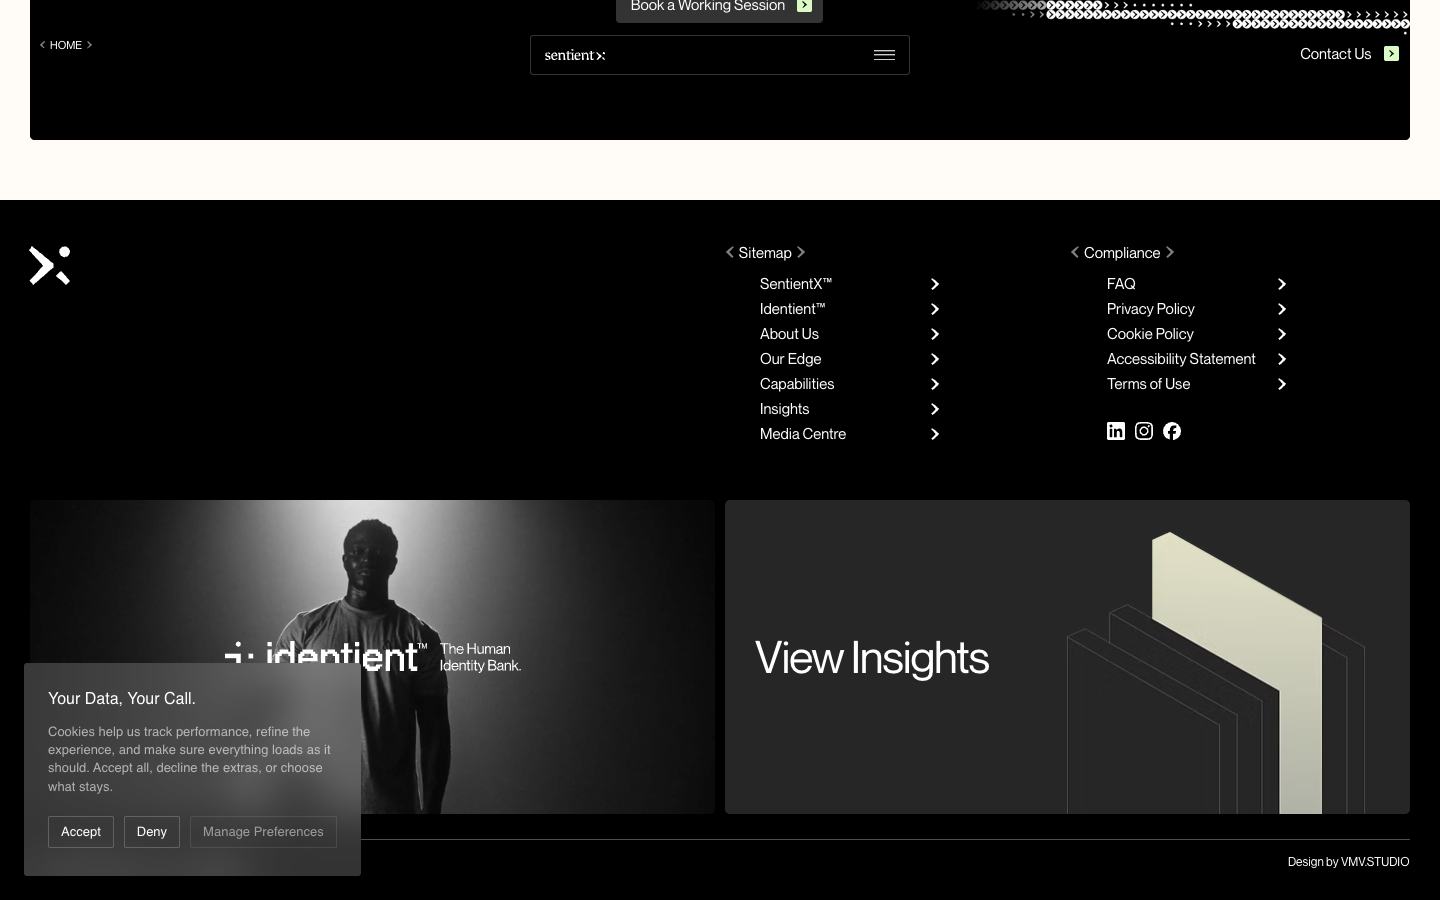 Book a Working Session
HOME
sentient
Contact Us
Sitemap
SentientX™
Identient™
About Us
Our Edge
Capabilities
Insights
Media Centre
Compliance
FAQ
Privacy Policy
Cookie Policy
Accessibility Statement
Terms of Use
identient™
The Human
Identity Bank.
View Insights
Your Data, Your Call.
Cookies help us track performance, refine the
experience, and make sure everything loads as it
should. Accept all, decline the extras, or choose
what stays.
Accept
Deny
Manage Preferences
Design by VMV.STUDIO